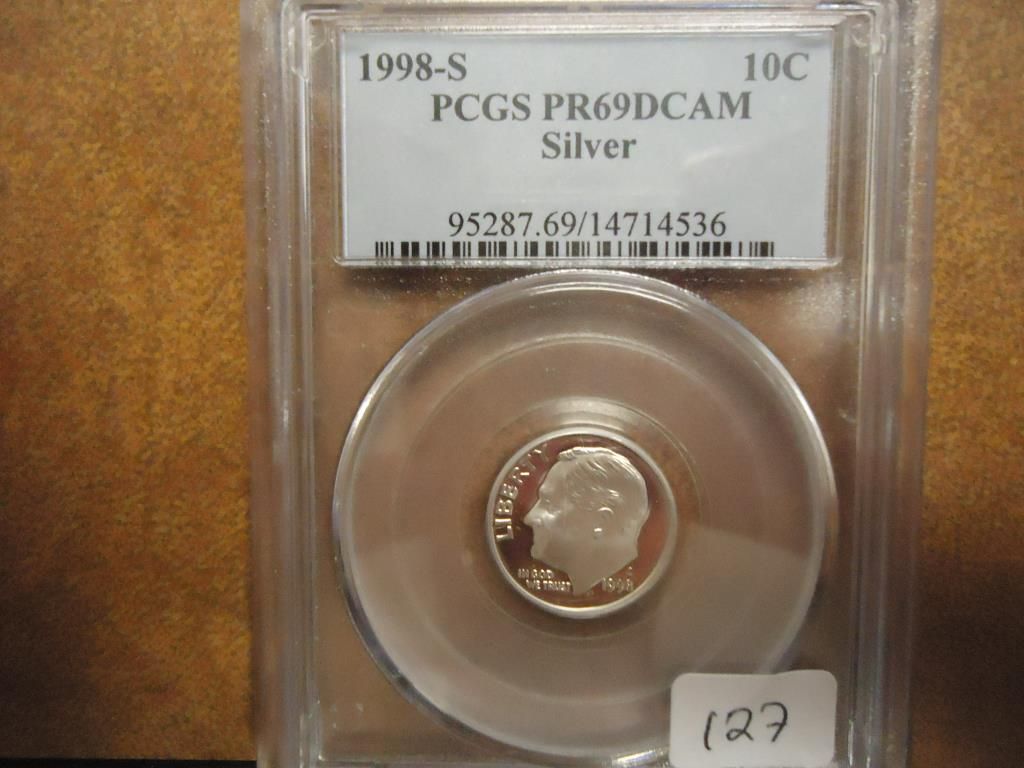 1998-S 10C
PCGS PR69DCAM
Silver
95287.69/14714536
LIBERTY
IN GOD
WE TRUST
1998
127